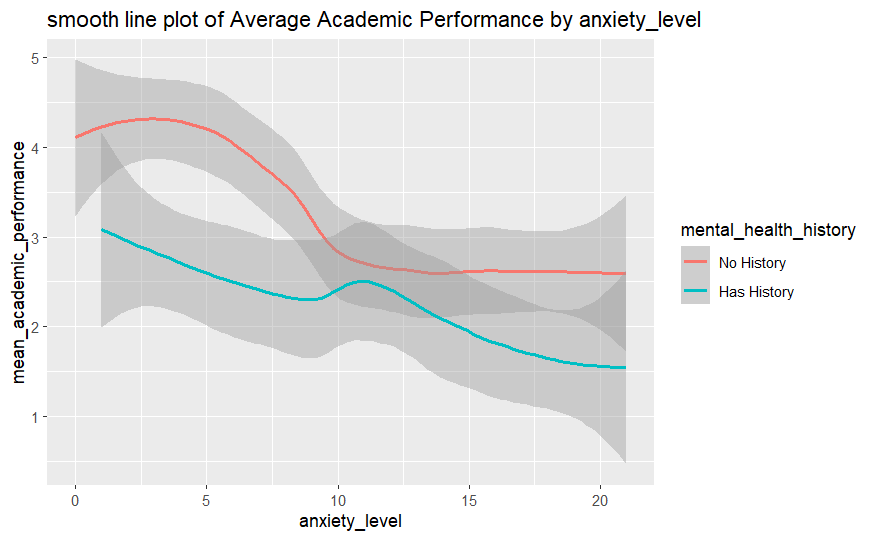 smooth line plot of Average Academic Performance by anxiety_level
mean_academic_performance
5
4
3
2
1
0
5
10
15
20
anxiety_level
mental_health_history
No History
Has History